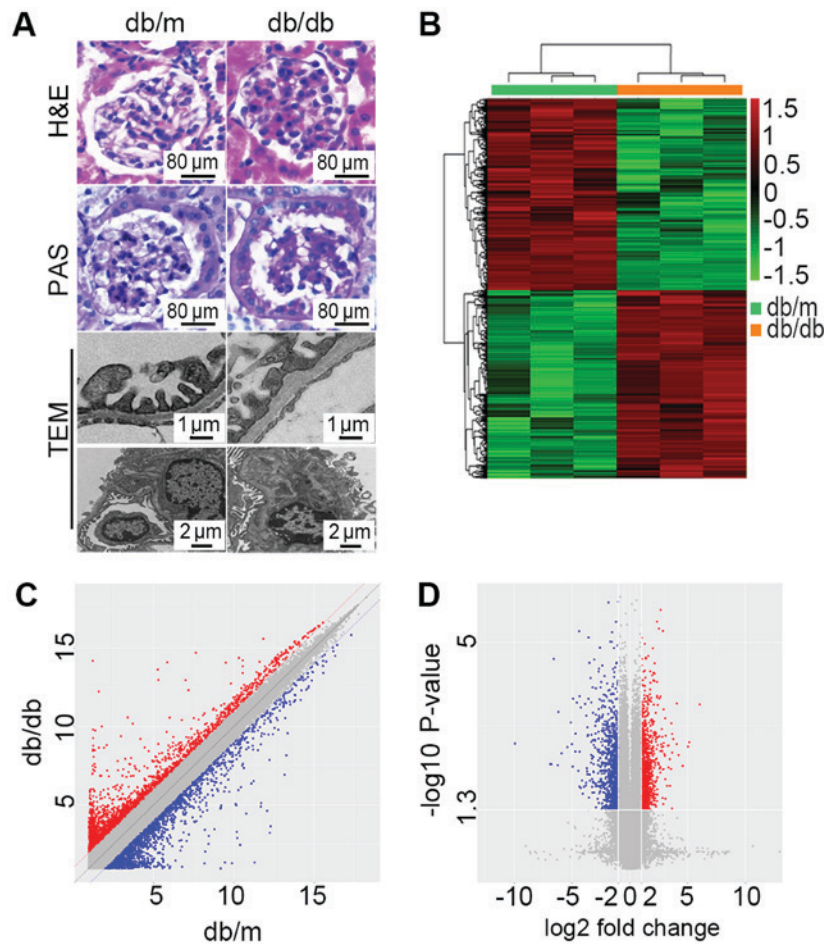 A
db/m db/db
H&E
80 µm 80 µm
PAS
80 µm 80 µm
TEM
1 µm 1 µm
2 µm 2 µm
B
1.5
1
0.5
0
-0.5
-1
-1.5
db/m
db/db
C
db/db
15
10
5
5 10 15
db/m
D
-log10 P-value
5
1.3
-10 -5 -2 0 2 5 10
log2 fold change